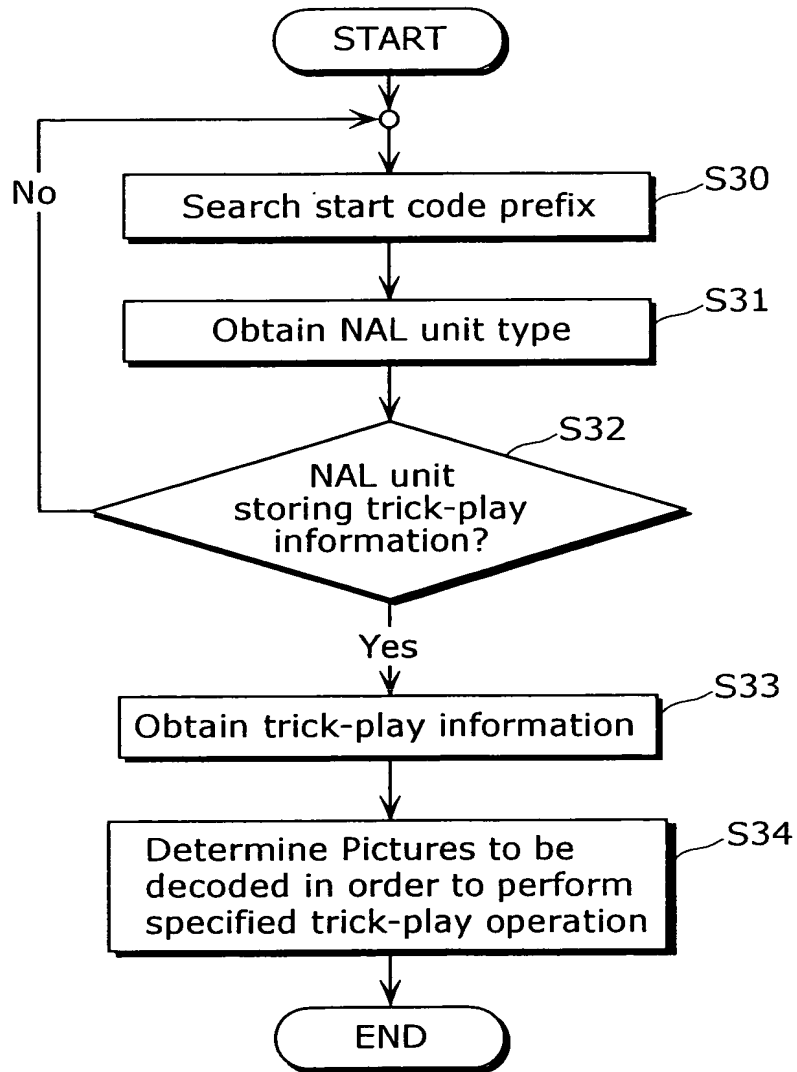 START
No
Search start code prefix
S30
Obtain NAL unit type
S31
NAL unit
storing trick-play
information?
S32
Yes
Obtain trick-play information
S33
Determine Pictures to be
decoded in order to perform
specified trick-play operation
S34
END